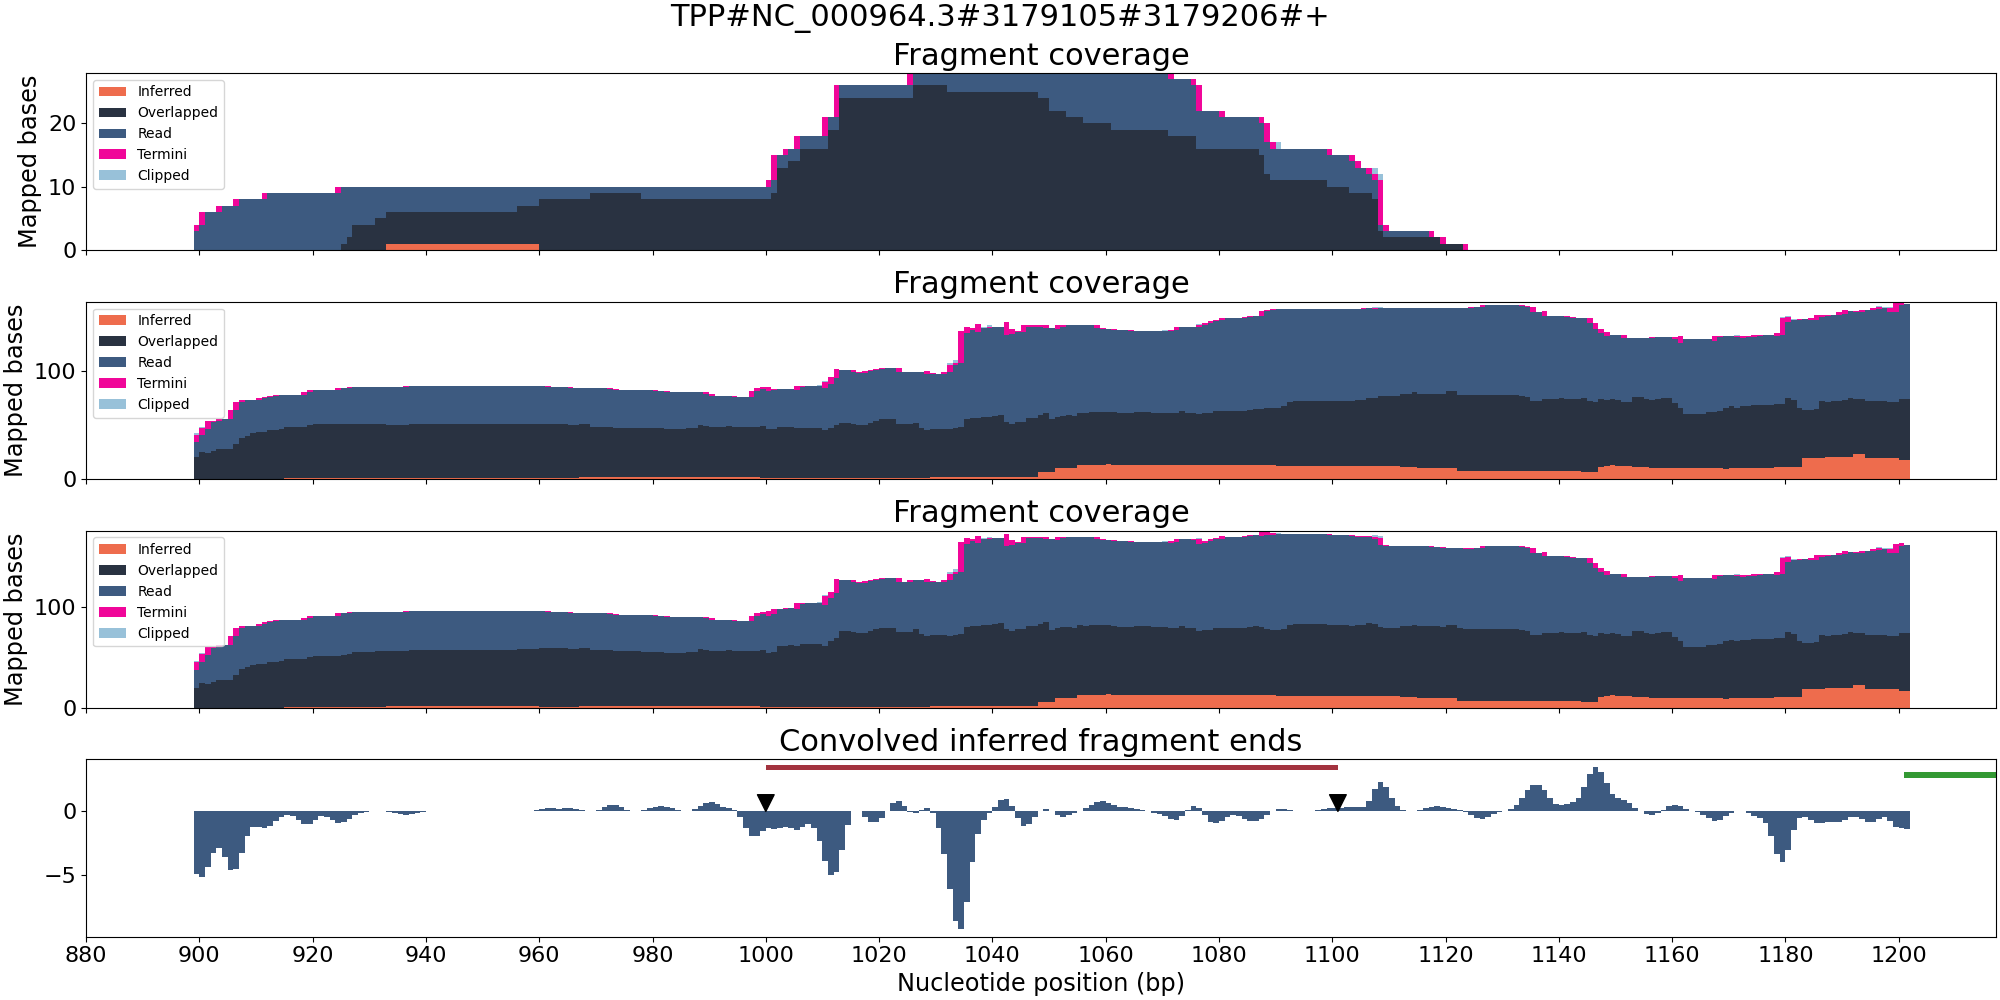 TPP#NC_000964.3#3179105#3179206#+
Fragment coverage
Mapped bases
20
10
0
Inferred
Overlapped
Read
Termini
Clipped
Fragment coverage
Mapped bases
100
0
Inferred
Overlapped
Read
Termini
Clipped
Fragment coverage
Mapped bases
100
0
Inferred
Overlapped
Read
Termini
Clipped
Convolved inferred fragment ends
0
−5
880 900 920 940 960 980 1000 1020 1040 1060 1080 1100 1120 1140 1160 1180 1200
Nucleotide position (bp)